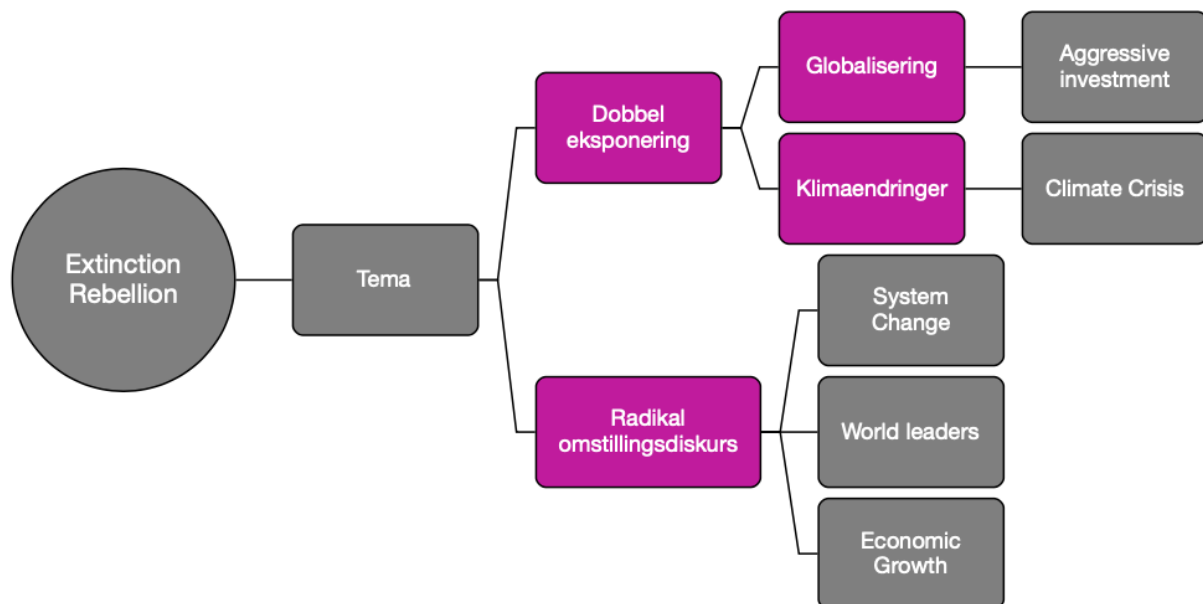 Extinction
Rebellion
Tema
Dobbel
eksponering
Globalisering
Aggressive
investment
Klimaendringer
Climate Crisis
Radikal
omstillingsdiskurs
System
Change
World leaders
Economic
Growth